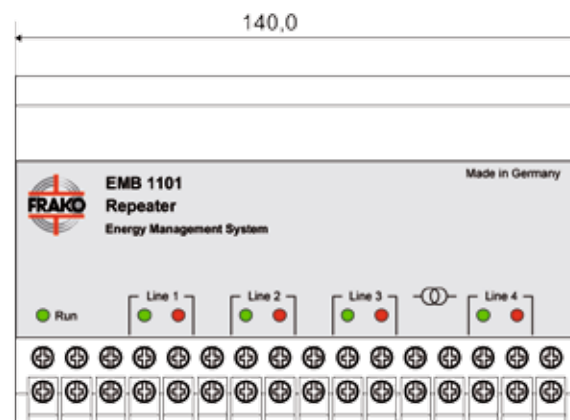 140,0
Made in Germany
FRAKO
EMB 1101
Repeater
Energy Management System
Run
Line 1
Line 2
Line 3
Line 4